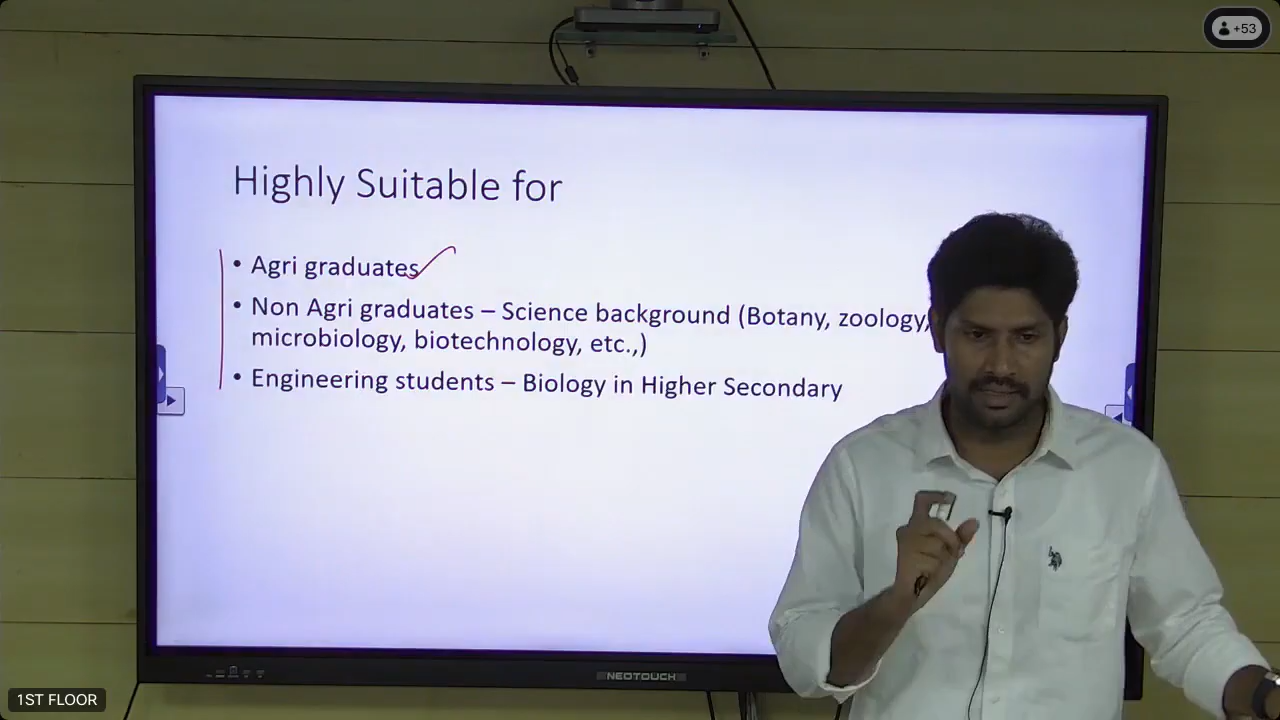 +53
Highly Suitable for
• Agri graduates
• Non Agri graduates – Science background (Botany, zoology,
microbiology, biotechnology, etc.,)
• Engineering students – Biology in Higher Secondary
NEOTOUCH
1ST FLOOR